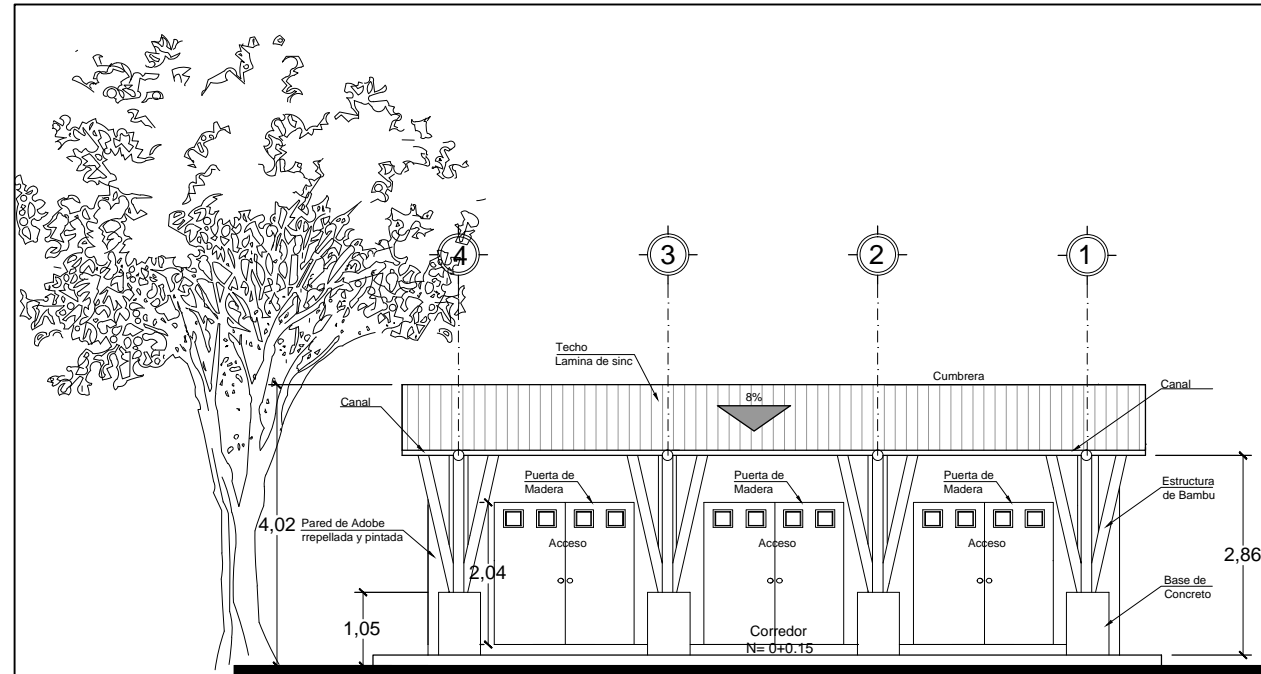 4
3
2
1
Techo
Lamina de sinc
Cumbrera
Canal
8%
Canal
Puerta de
Madera
Puerta de
Madera
Puerta de
Madera
Estructura
de Bambu
4,02
Pared de Adobe
rrepellada y pintada
Acceso
Acceso
Acceso
2,86
2,04
Base de
Concreto
1,05
Corredor
N= 0+0.15